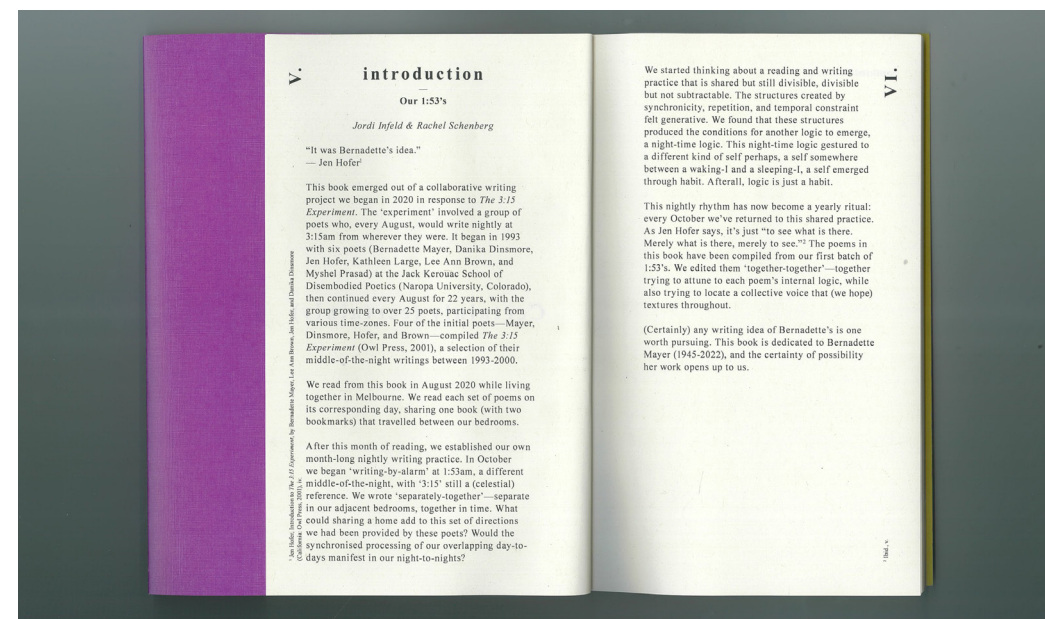 V.
introduction
—
Our 1:53's
Jordi Infeld & Rachel Schenberg
“It was Bernadette’s idea.”
— Jen Hofer¹
This book emerged out of a collaborative writing
project we began in 2020 in response to The 3:15
Experiment. The ‘experiment’ involved a group of
poets who, every August, would write nightly at
3:15am from wherever they were. It began in 1993
with six poets (Bernadette Mayer, Danika Dinsmore,
Jen Hofer, Kathleen Large, Lee Ann Brown, and
Myshel Prasad) at the Jack Kerouac School of
Disembodied Poetics (Naropa University, Colorado),
then continued every August for 22 years, with the
group growing to over 25 poets, participating from
various time-zones. Four of the initial poets—Mayer,
Dinsmore, Hofer, and Brown—compiled The 3:15
Experiment (Owl Press, 2001), a selection of their
middle-of-the-night writings between 1993-2000.
We read from this book in August 2020 while living
together in Melbourne. We read each set of poems on
its corresponding day, sharing one book (with two
bookmarks) that travelled between our bedrooms.
After this month of reading, we established our own
month-long nightly writing practice. In October
we began ‘writing-by-alarm’ at 1:53am, a different
middle-of-the-night, with ‘3:15’ still a (celestial)
reference. We wrote ‘separately-together’—separate
in our adjacent bedrooms, together in time. What
could sharing a home add to this set of directions
we had been provided by these poets? Would the
synchronised processing of our overlapping day-to-
days manifest in our night-to-nights?
¹ Jen Hofer, Introduction to The 3:15 Experiment, by Bernadette Mayer, Lee Ann Brown, Jen Hofer, and Danika Dinsmore
(California: Owl Press, 2001), iv.
VI.
We started thinking about a reading and writing
practice that is shared but still divisible, divisible
but not subtractable. The structures created by
synchronicity, repetition, and temporal constraint
felt generative. We found that these structures
produced the conditions for another logic to emerge,
a night-time logic. This night-time logic gestured to
a different kind of self perhaps, a self somewhere
between a waking-I and a sleeping-I, a self emerged
through habit. Afterall, logic is just a habit.
This nightly rhythm has now become a yearly ritual:
every October we’ve returned to this shared practice.
As Jen Hofer says, it’s just “to see what is there.
Merely what is there, merely to see.”² The poems in
this book have been compiled from our first batch of
1:53’s. We edited them ‘together-together’—together
trying to attune to each poem’s internal logic, while
also trying to locate a collective voice that (we hope)
textures throughout.
(Certainly) any writing idea of Bernadette’s is one
worth pursuing. This book is dedicated to Bernadette
Mayer (1945-2022), and the certainty of possibility
her work opens up to us.
² Ibid., v.